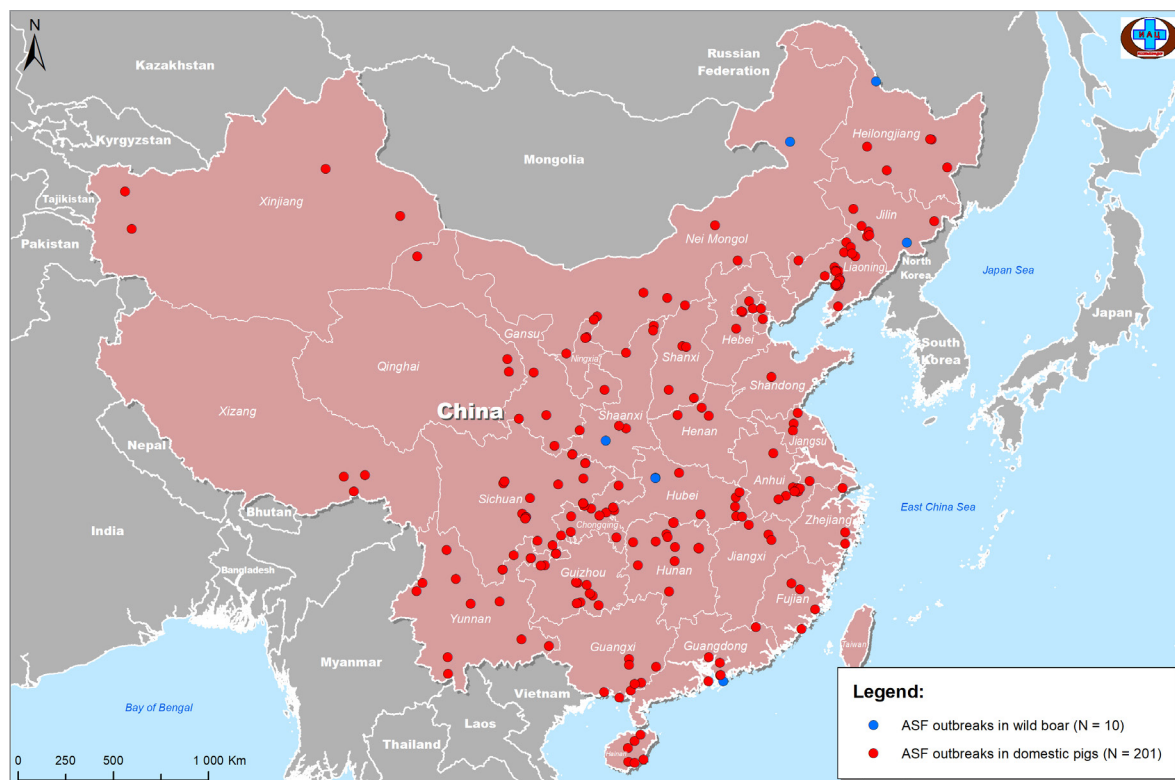 N
ИАЦ
Kazakhstan
Russian
Federation
Mongolia
Heilongjiang
Kyrgyzstan
Tajikistan
Xinjiang
Jilin
Pakistan
Nei Mongol
Liaoning
North
Korea
Japan Sea
Gansu
Hebei
Japan
South
Korea
Ningxia
Shanxi
Qinghai
Shandong
Xizang
China
Shaanxi
Henan
Jiangsu
Nepal
Anhui
Hubei
Sichuan
East China Sea
Bhutan
Chongqing
Zhejiang
India
Jiangxi
Bangladesh
Guizhou
Hunan
Fujian
Yunnan
Taiwan
Guangxi
Guangdong
Myanmar
Vietnam
Legend:
Bay of Bengal
Laos
ASF outbreaks in wild boar (N = 10)
Thailand
Hainan
ASF outbreaks in domestic pigs (N = 201)
0 250 500 1 000 Km